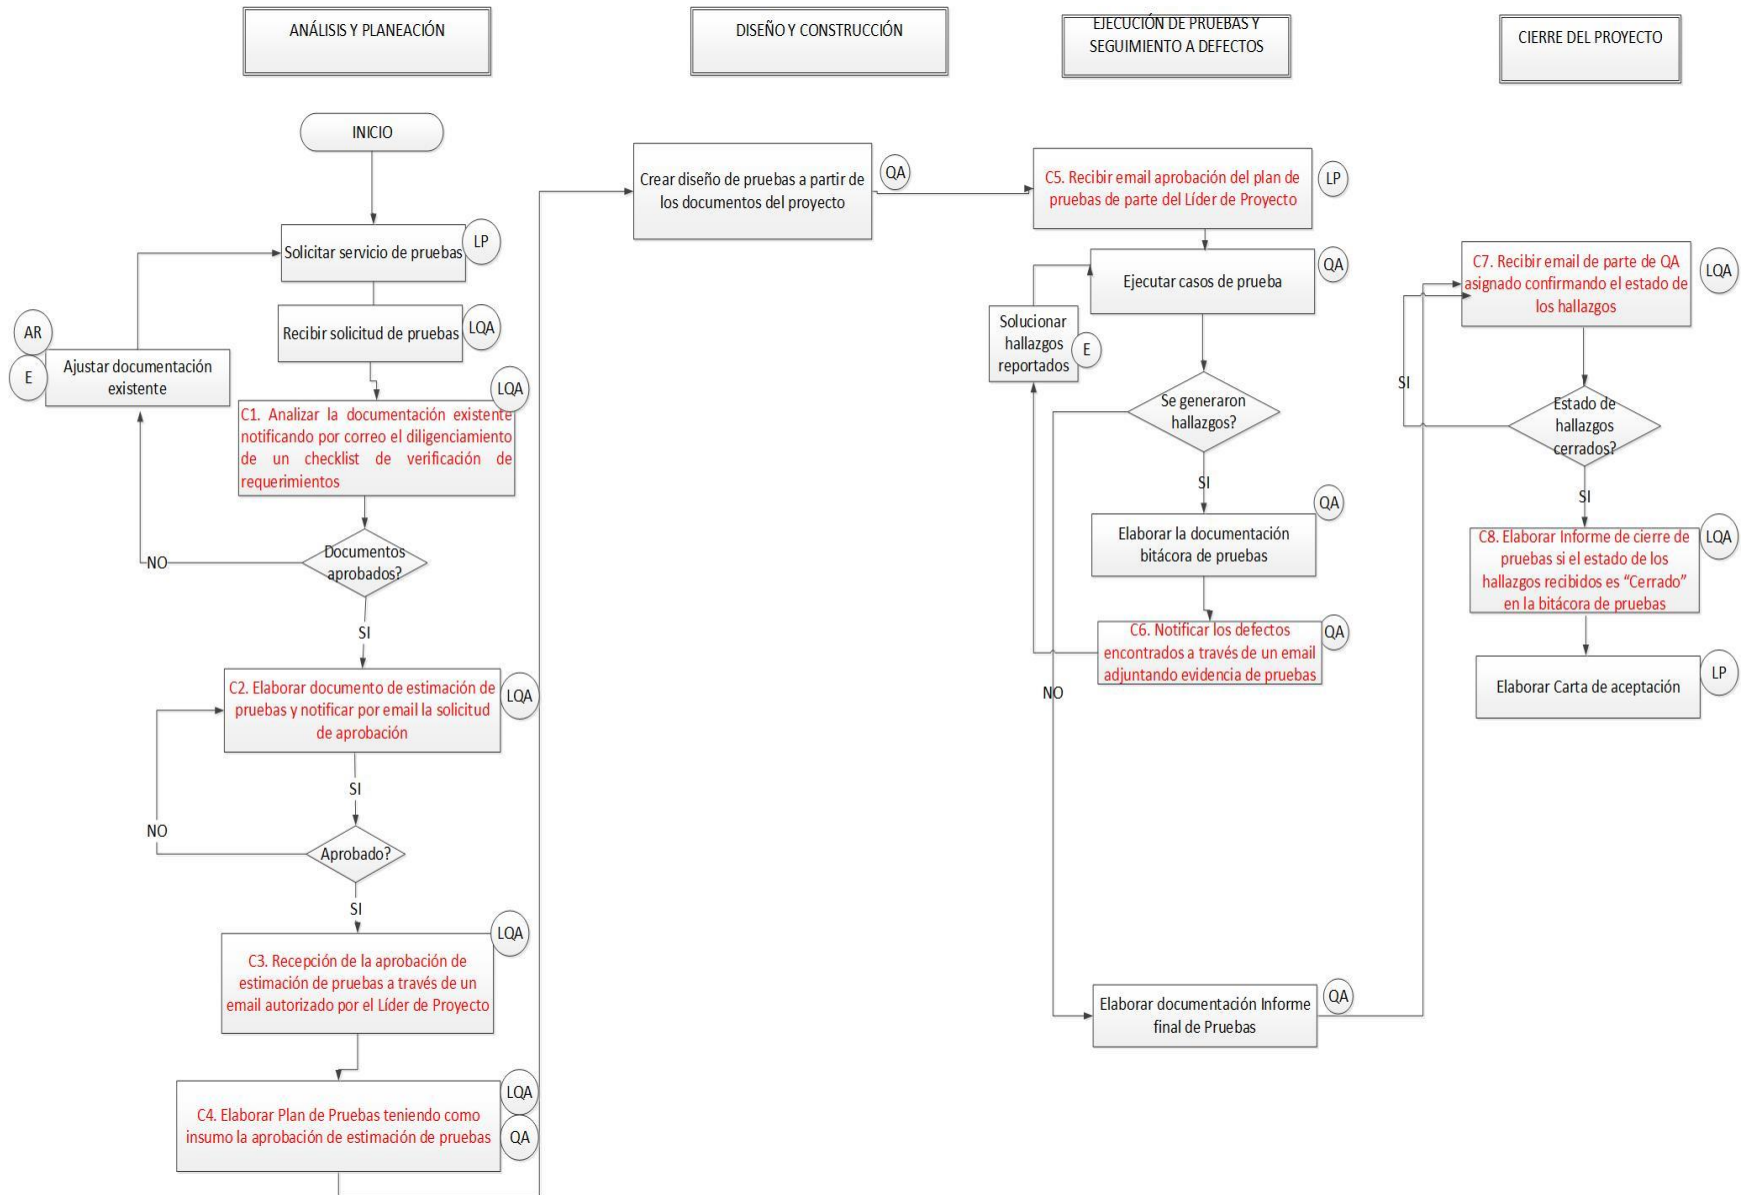 ANÁLISIS Y PLANEACIÓN
DISEÑO Y CONSTRUCCIÓN
EJECUCIÓN DE PRUEBAS Y
SEGUIMIENTO A DEFECTOS
CIERRE DEL PROYECTO
INICIO
Solicitar servicio de pruebas
LP
Recibir solicitud de pruebas
LQA
AR
E
Ajustar documentación
existente
LQA
C1. Analizar la documentación existente
notificando por correo el diligenciamiento
de un checklist de verificación de
requerimientos
Documentos
aprobados?
NO
SI
C2. Elaborar documento de estimación de
pruebas y notificar por email la solicitud
de aprobación
LQA
SI
NO
Aprobado?
SI
LQA
C3. Recepción de la aprobación de
estimación de pruebas a través de un
email autorizado por el Líder de Proyecto
C4. Elaborar Plan de Pruebas teniendo como
insumo la aprobación de estimación de pruebas
LQA
QA
Crear diseño de pruebas a partir de
los documentos del proyecto
QA
C5. Recibir email aprobación del plan de
pruebas de parte del Líder de Proyecto
LP
Ejecutar casos de prueba
QA
Solucionar
hallazgos
reportados
E
Se generaron
hallazgos?
SI
Elaborar la documentación
bitácora de pruebas
QA
C6. Notificar los defectos
encontrados a través de un email
adjuntando evidencia de pruebas
QA
NO
Elaborar documentación Informe
final de Pruebas
QA
C7. Recibir email de parte de QA
asignado confirmando el estado de
los hallazgos
LQA
SI
Estado de
hallazgos
cerrados?
SI
C8. Elaborar Informe de cierre de
pruebas si el estado de los
hallazgos recibidos es “Cerrado”
en la bitácora de pruebas
LQA
Elaborar Carta de aceptación
LP